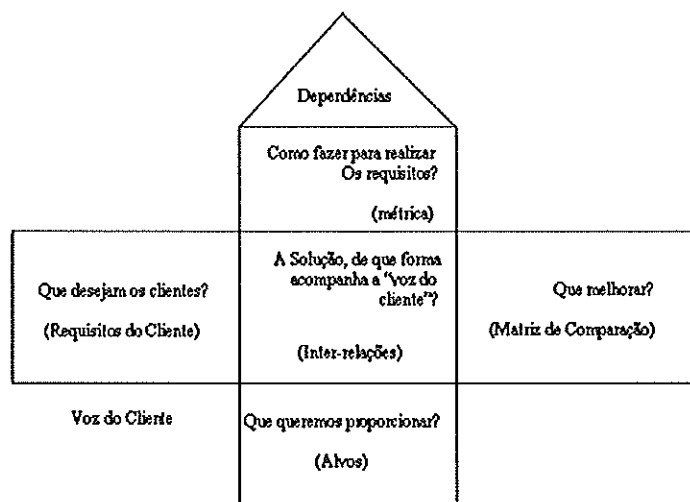 Dependências
Como fazer para realizar
Os requisitos?
(métrica)
Que desejam os clientes?
(Requisitos do Cliente)
A Solução, de que forma
acompanha a "voz do
cliente"?
(Inter-relações)
Que melhorar?
(Matriz de Comparação)
Voz do Cliente
Que queremos proporcionar?
(Alvos)